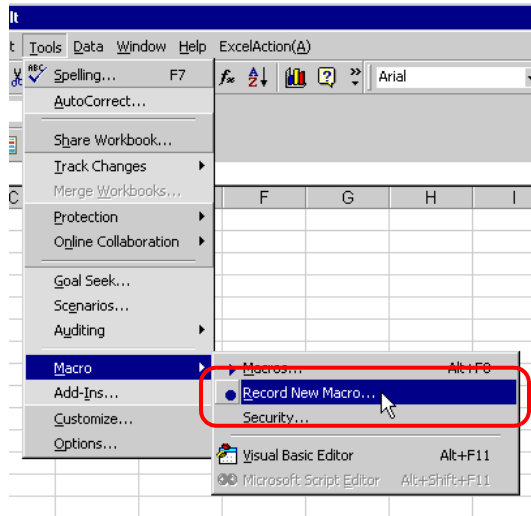 lt
t Tools Data Window Help ExcelAction(A)
ABC Spelling... F7 Arial
AutoCorrect...
Share Workbook...
Track Changes
Merge Workbooks...
C F G H I
Protection
Online Collaboration
Goal Seek...
Scenarios...
Auditing
Macro
Macros... Alt+F8
Add-Ins...
Record New Macro...
Customize...
Security...
Options...
Visual Basic Editor Alt+F11
Microsoft Script Editor Alt+Shift+F11